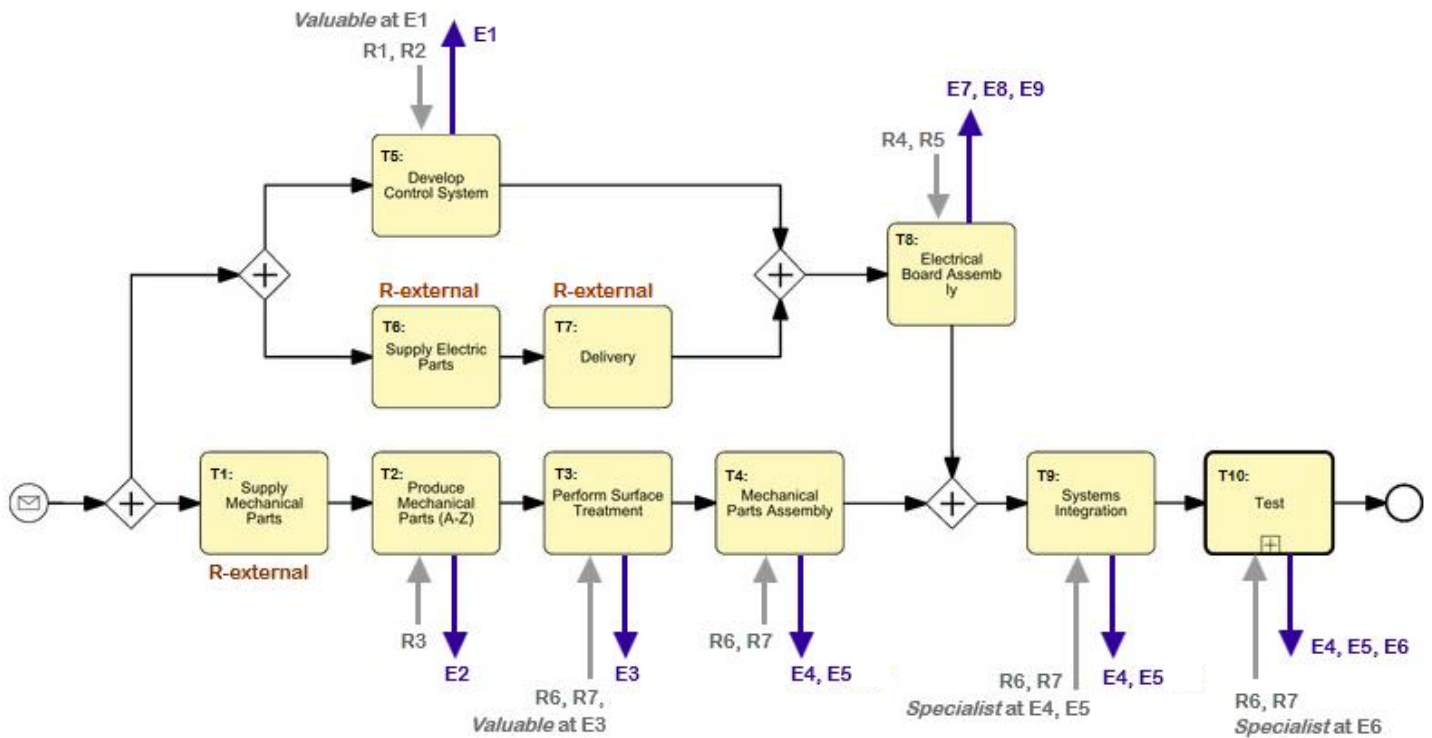 Valuable at E1
R1, R2
E1
E7, E8, E9
R4, R5
T5:
Develop
Control System
T8:
Electrical
Board Assemb
ly
R-external
R-external
T6:
Supply Electric
Parts
T7:
Delivery
T1:
Supply
Mechanical
Parts
T2:
Produce
Mechanical
Parts (A-Z)
T3:
Perform Surface
Treatment
T4:
Mechanical
Parts Assembly
T9:
Systems
Integration
T10:
Test
R-external
R3
E2
R6, R7,
Valuable at E3
E3
R6, R7
E4, E5
R6, R7
Specialist at E4, E5
E4, E5
R6, R7
Specialist at E6
E4, E5, E6